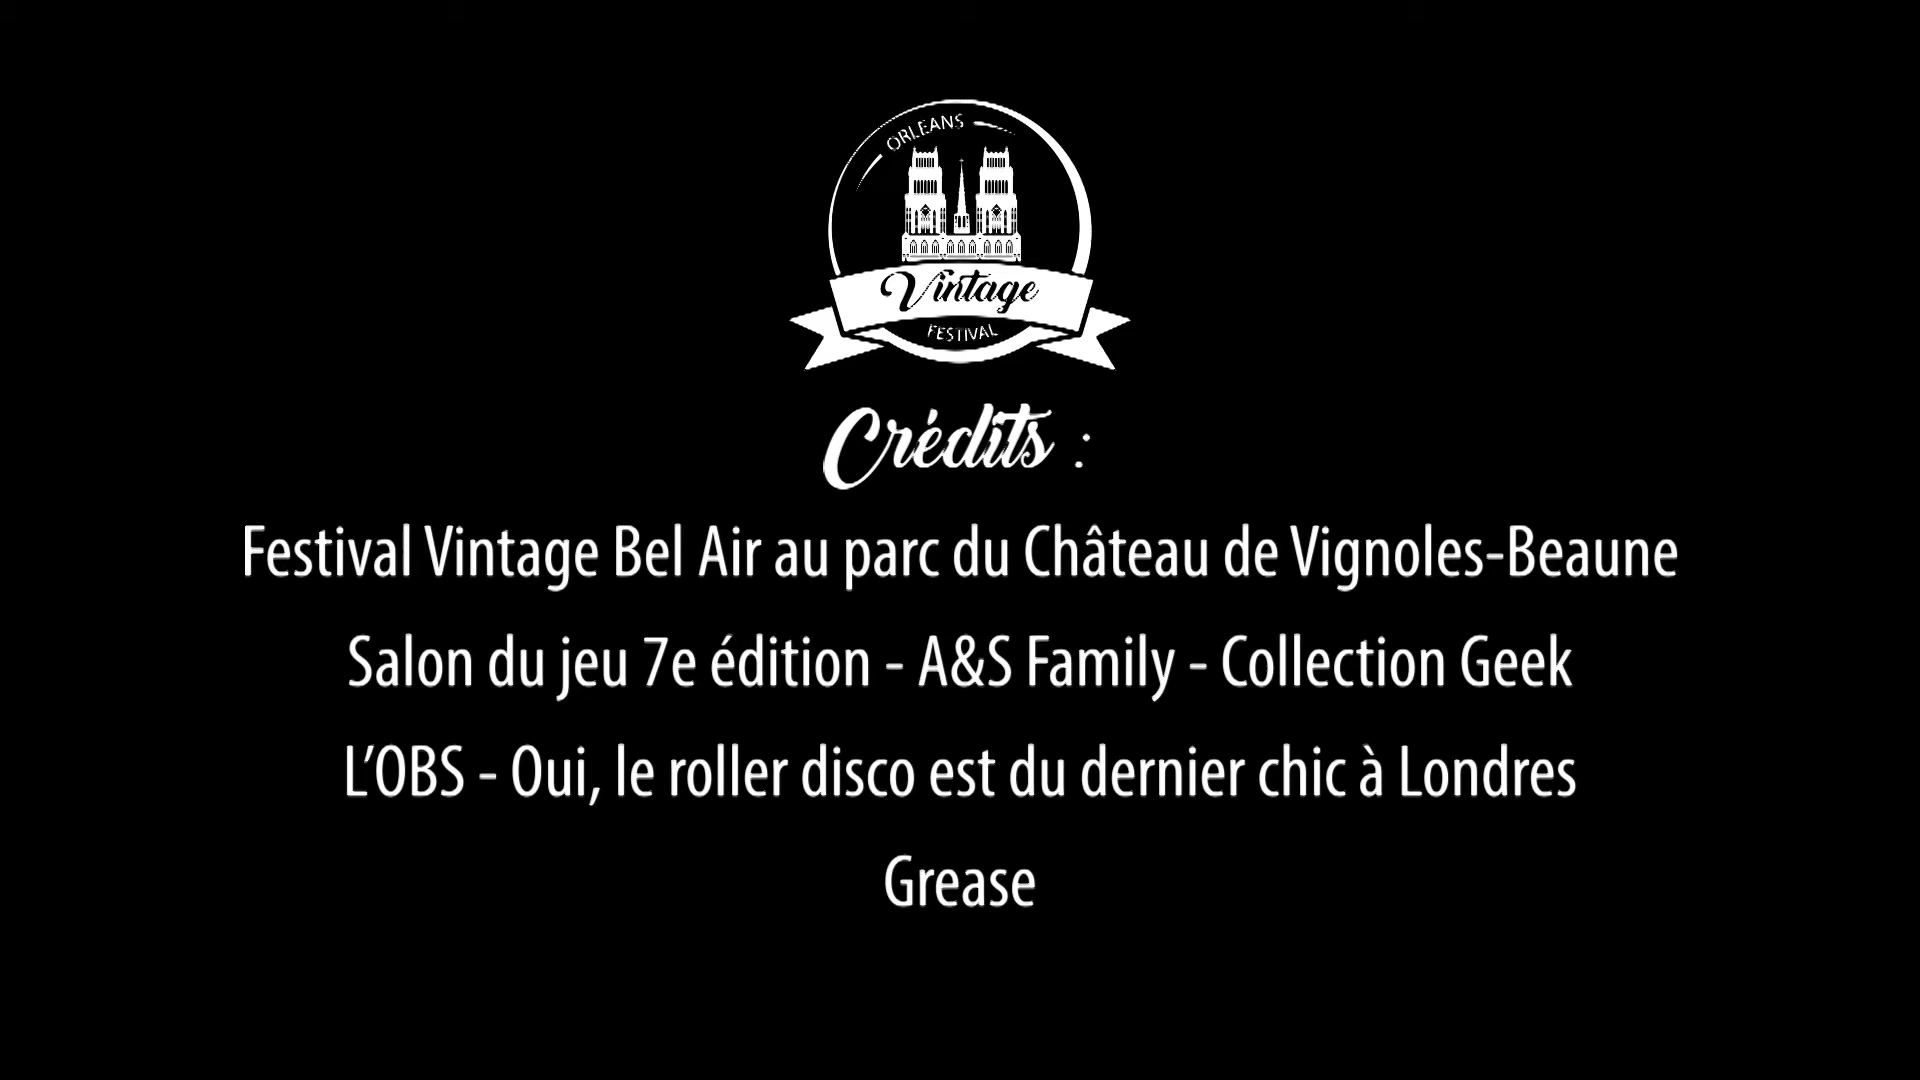 ORLEANS
Vintage
FESTIVAL
Crédits :
Festival Vintage Bel Air au parc du Château de Vignoles-Beaune
Salon du jeu 7e édition - A&S Family - Collection Geek
L’OBS - Oui, le roller disco est du dernier chic à Londres
Grease